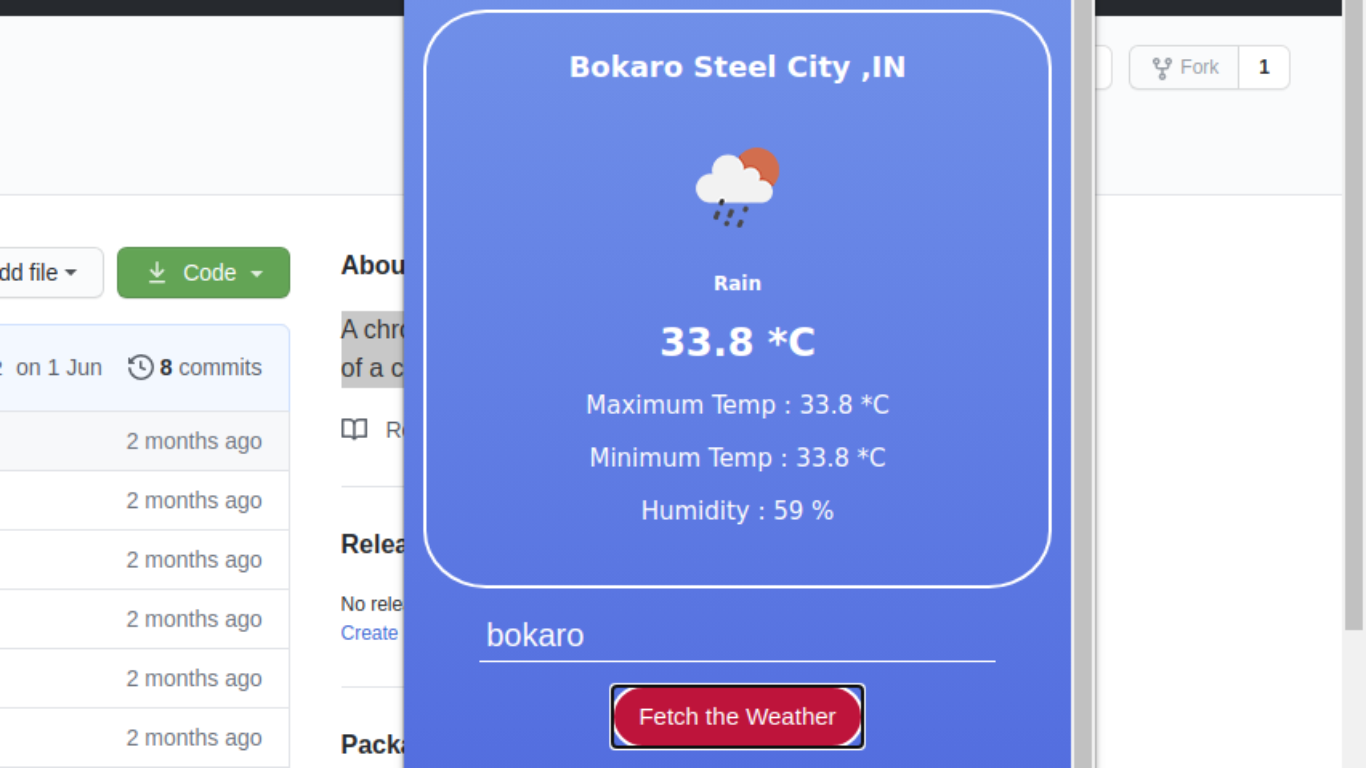 Bokaro Steel City ,IN
Fork 1
Rain
33.8 *C
Maximum Temp : 33.8 *C
Minimum Temp : 33.8 *C
Humidity : 59 %
bokaro
Fetch the Weather
dd file
Code
on 1 Jun
8 commits
2 months ago
2 months ago
2 months ago
2 months ago
2 months ago
2 months ago
Abou
A chro
of a c
Re
Relea
No rele
Create
Packa